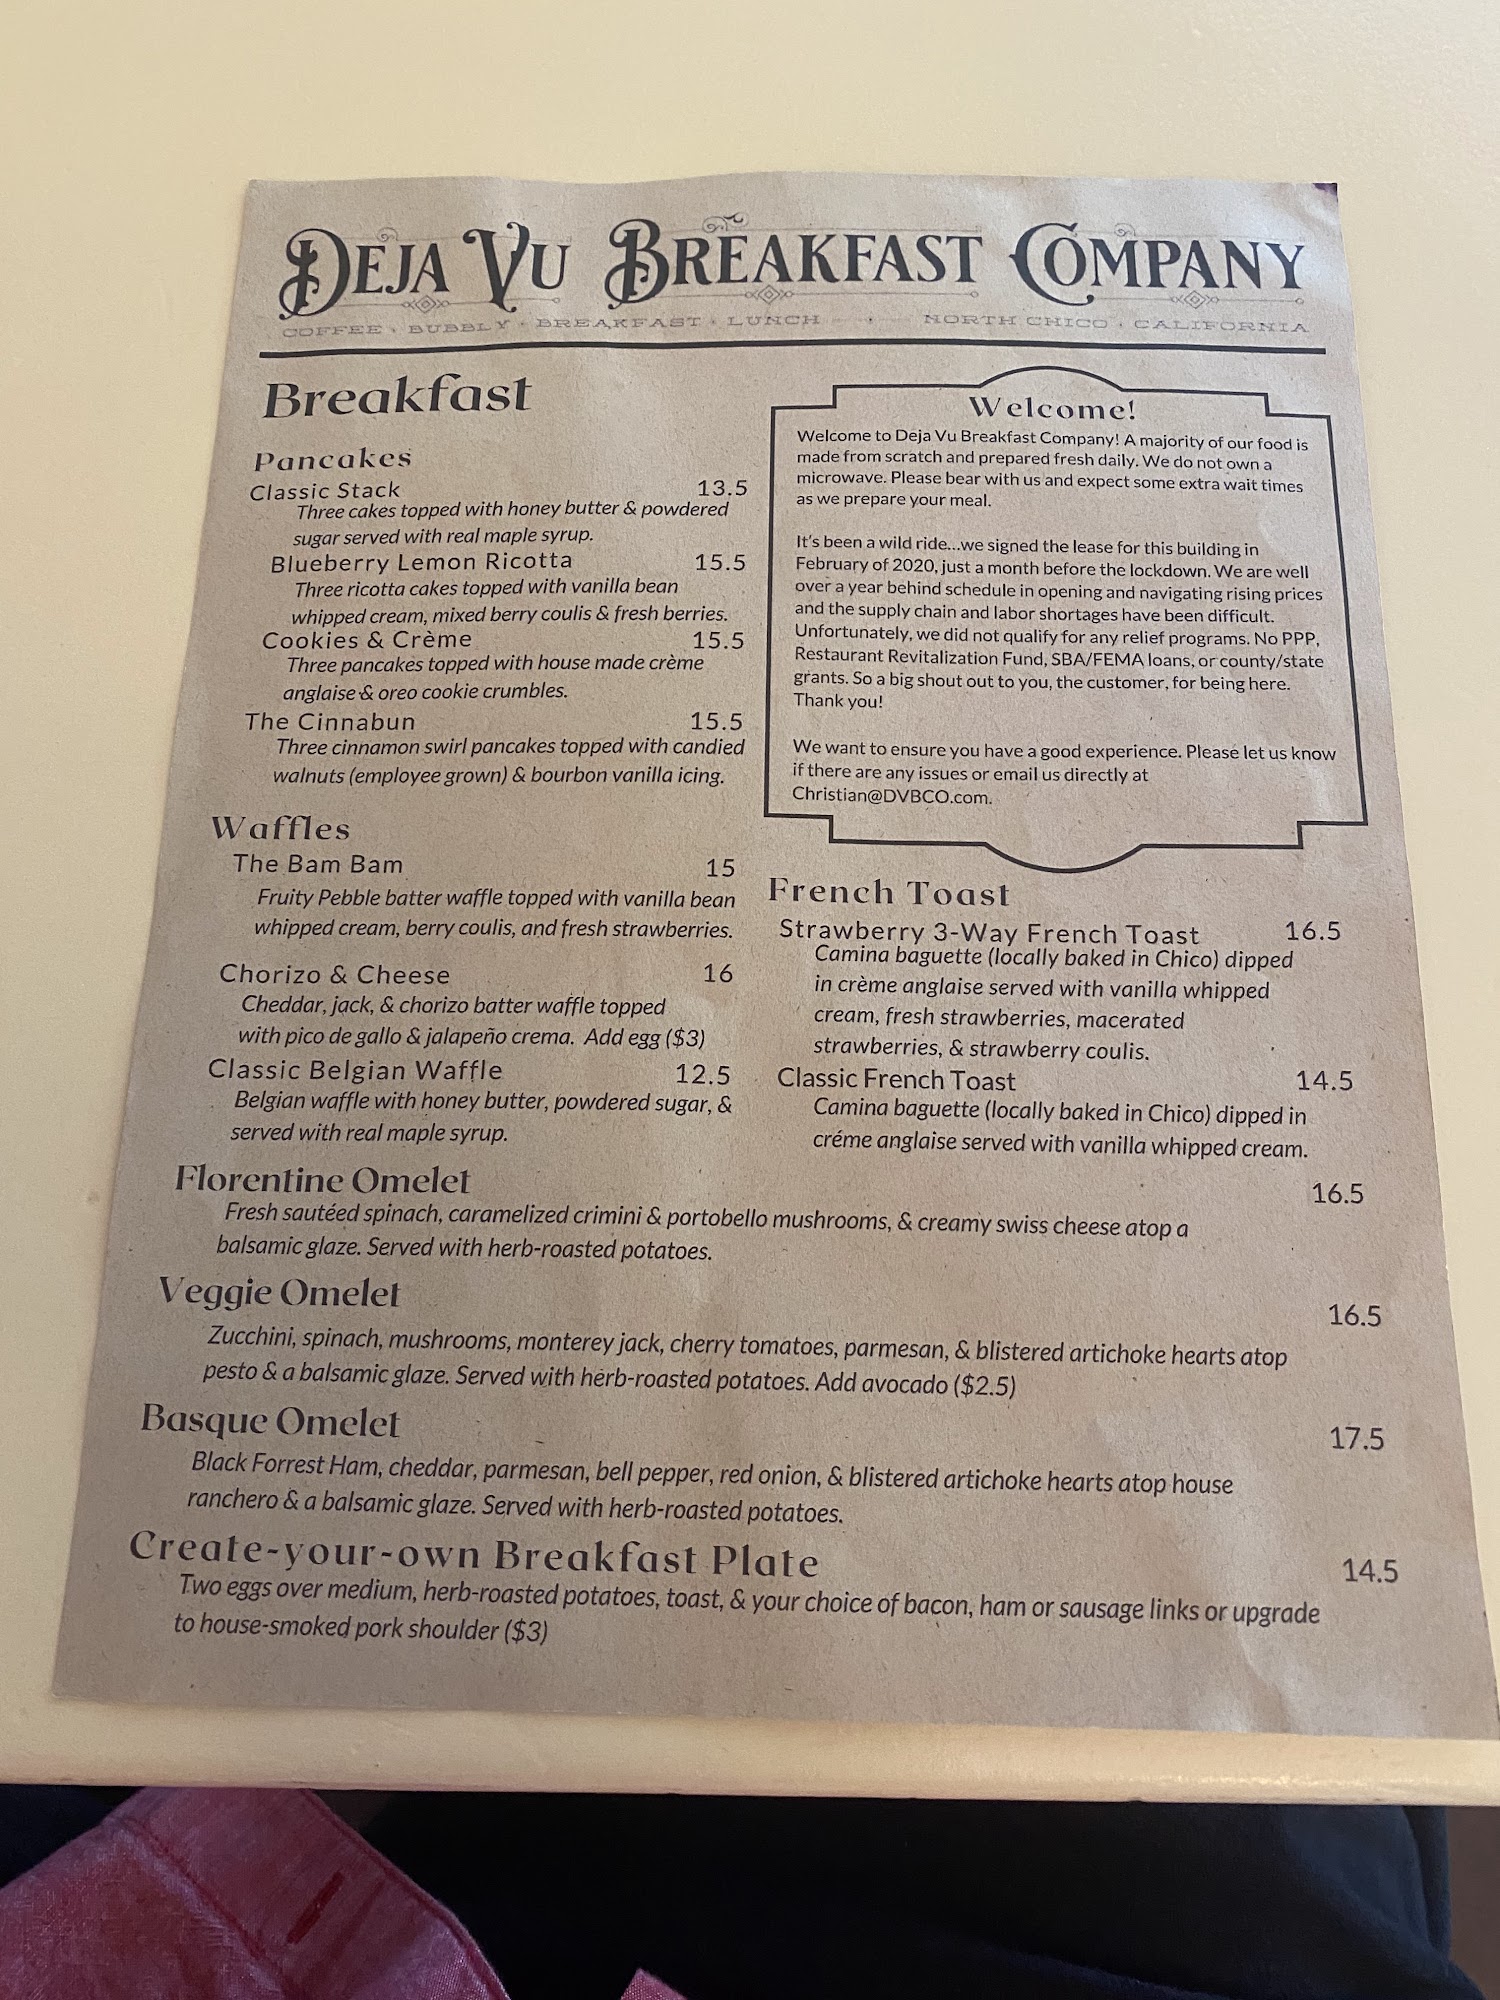 DEJA VU BREAKFAST COMPANY
COFFEE · BUBBLY · BREAKFAST · LUNCH · NORTH CHICO · CALIFORNIA
Breakfast
Pancakes
Classic Stack 13.5
Three cakes topped with honey butter & powdered
sugar served with real maple syrup.
Blueberry Lemon Ricotta 15.5
Three ricotta cakes topped with vanilla bean
whipped cream, mixed berry coulis & fresh berries.
Cookies & Crème 15.5
Three pancakes topped with house made crème
anglaise & oreo cookie crumbles.
The Cinnabun 15.5
Three cinnamon swirl pancakes topped with candied
walnuts (employee grown) & bourbon vanilla icing.
Waffles
The Bam Bam 15
Fruity Pebble batter waffle topped with vanilla bean
whipped cream, berry coulis, and fresh strawberries.
Chorizo & Cheese 16
Cheddar, jack, & chorizo batter waffle topped
with pico de gallo & jalapeño crema. Add egg ($3)
Classic Belgian Waffle 12.5
Belgian waffle with honey butter, powdered sugar, &
served with real maple syrup.
Welcome!
Welcome to Deja Vu Breakfast Company! A majority of our food is
made from scratch and prepared fresh daily. We do not own a
microwave. Please bear with us and expect some extra wait times
as we prepare your meal.
It's been a wild ride...we signed the lease for this building in
February of 2020, just a month before the lockdown. We are well
over a year behind schedule in opening and navigating rising prices
and the supply chain and labor shortages have been difficult.
Unfortunately, we did not qualify for any relief programs. No PPP,
Restaurant Revitalization Fund, SBA/FEMA loans, or county/state
grants. So a big shout out to you, the customer, for being here.
Thank you!
We want to ensure you have a good experience. Please let us know
if there are any issues or email us directly at
Christian@DVBCO.com.
French Toast
Strawberry 3-Way French Toast 16.5
Camina baguette (locally baked in Chico) dipped
in crème anglaise served with vanilla whipped
cream, fresh strawberries, macerated
strawberries, & strawberry coulis.
Classic French Toast 14.5
Camina baguette (locally baked in Chico) dipped in
créme anglaise served with vanilla whipped cream.
Florentine Omelet 16.5
Fresh sautéed spinach, caramelized crimini & portobello mushrooms, & creamy swiss cheese atop a
balsamic glaze. Served with herb-roasted potatoes.
Veggie Omelet 16.5
Zucchini, spinach, mushrooms, monterey jack, cherry tomatoes, parmesan, & blistered artichoke hearts atop
pesto & a balsamic glaze. Served with herb-roasted potatoes. Add avocado ($2.5)
Basque Omelet 17.5
Black Forrest Ham, cheddar, parmesan, bell pepper, red onion, & blistered artichoke hearts atop house
ranchero & a balsamic glaze. Served with herb-roasted potatoes.
Create-your-own Breakfast Plate 14.5
Two eggs over medium, herb-roasted potatoes, toast, & your choice of bacon, ham or sausage links or upgrade
to house-smoked pork shoulder ($3)